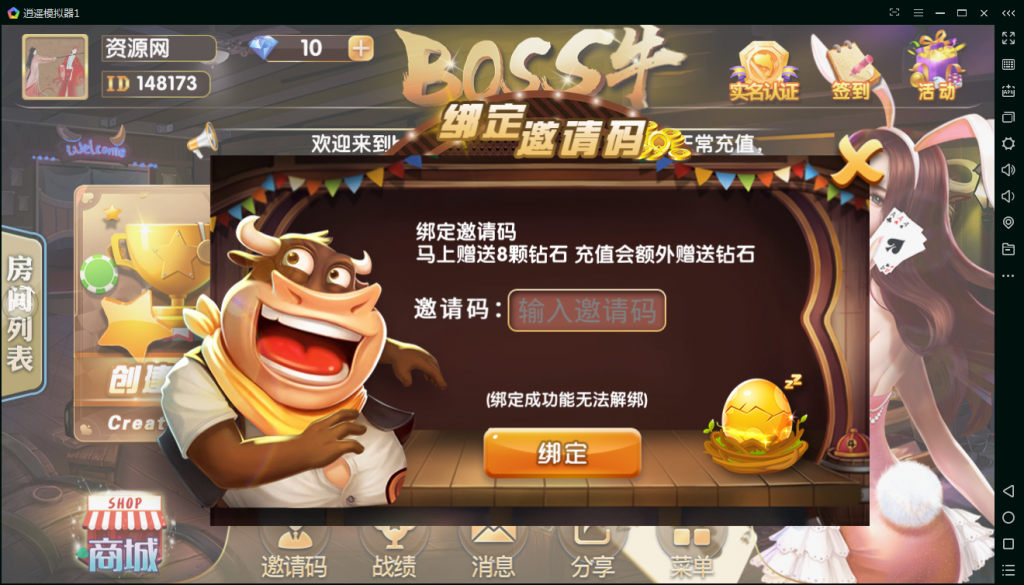 逍遥模拟器1
资源网
10
ID 148173
BOSS牛
实名认证
签到
活动
Welcome
欢迎来到
正常充值，
绑定邀请码
绑定邀请码
马上赠送8颗钻石 充值会额外赠送钻石
邀请码：
输入邀请码
房间列表
创建
Creat
(绑定成功能无法解绑)
绑定
SHOP
商城
邀请码
战绩
消息
分享
菜单